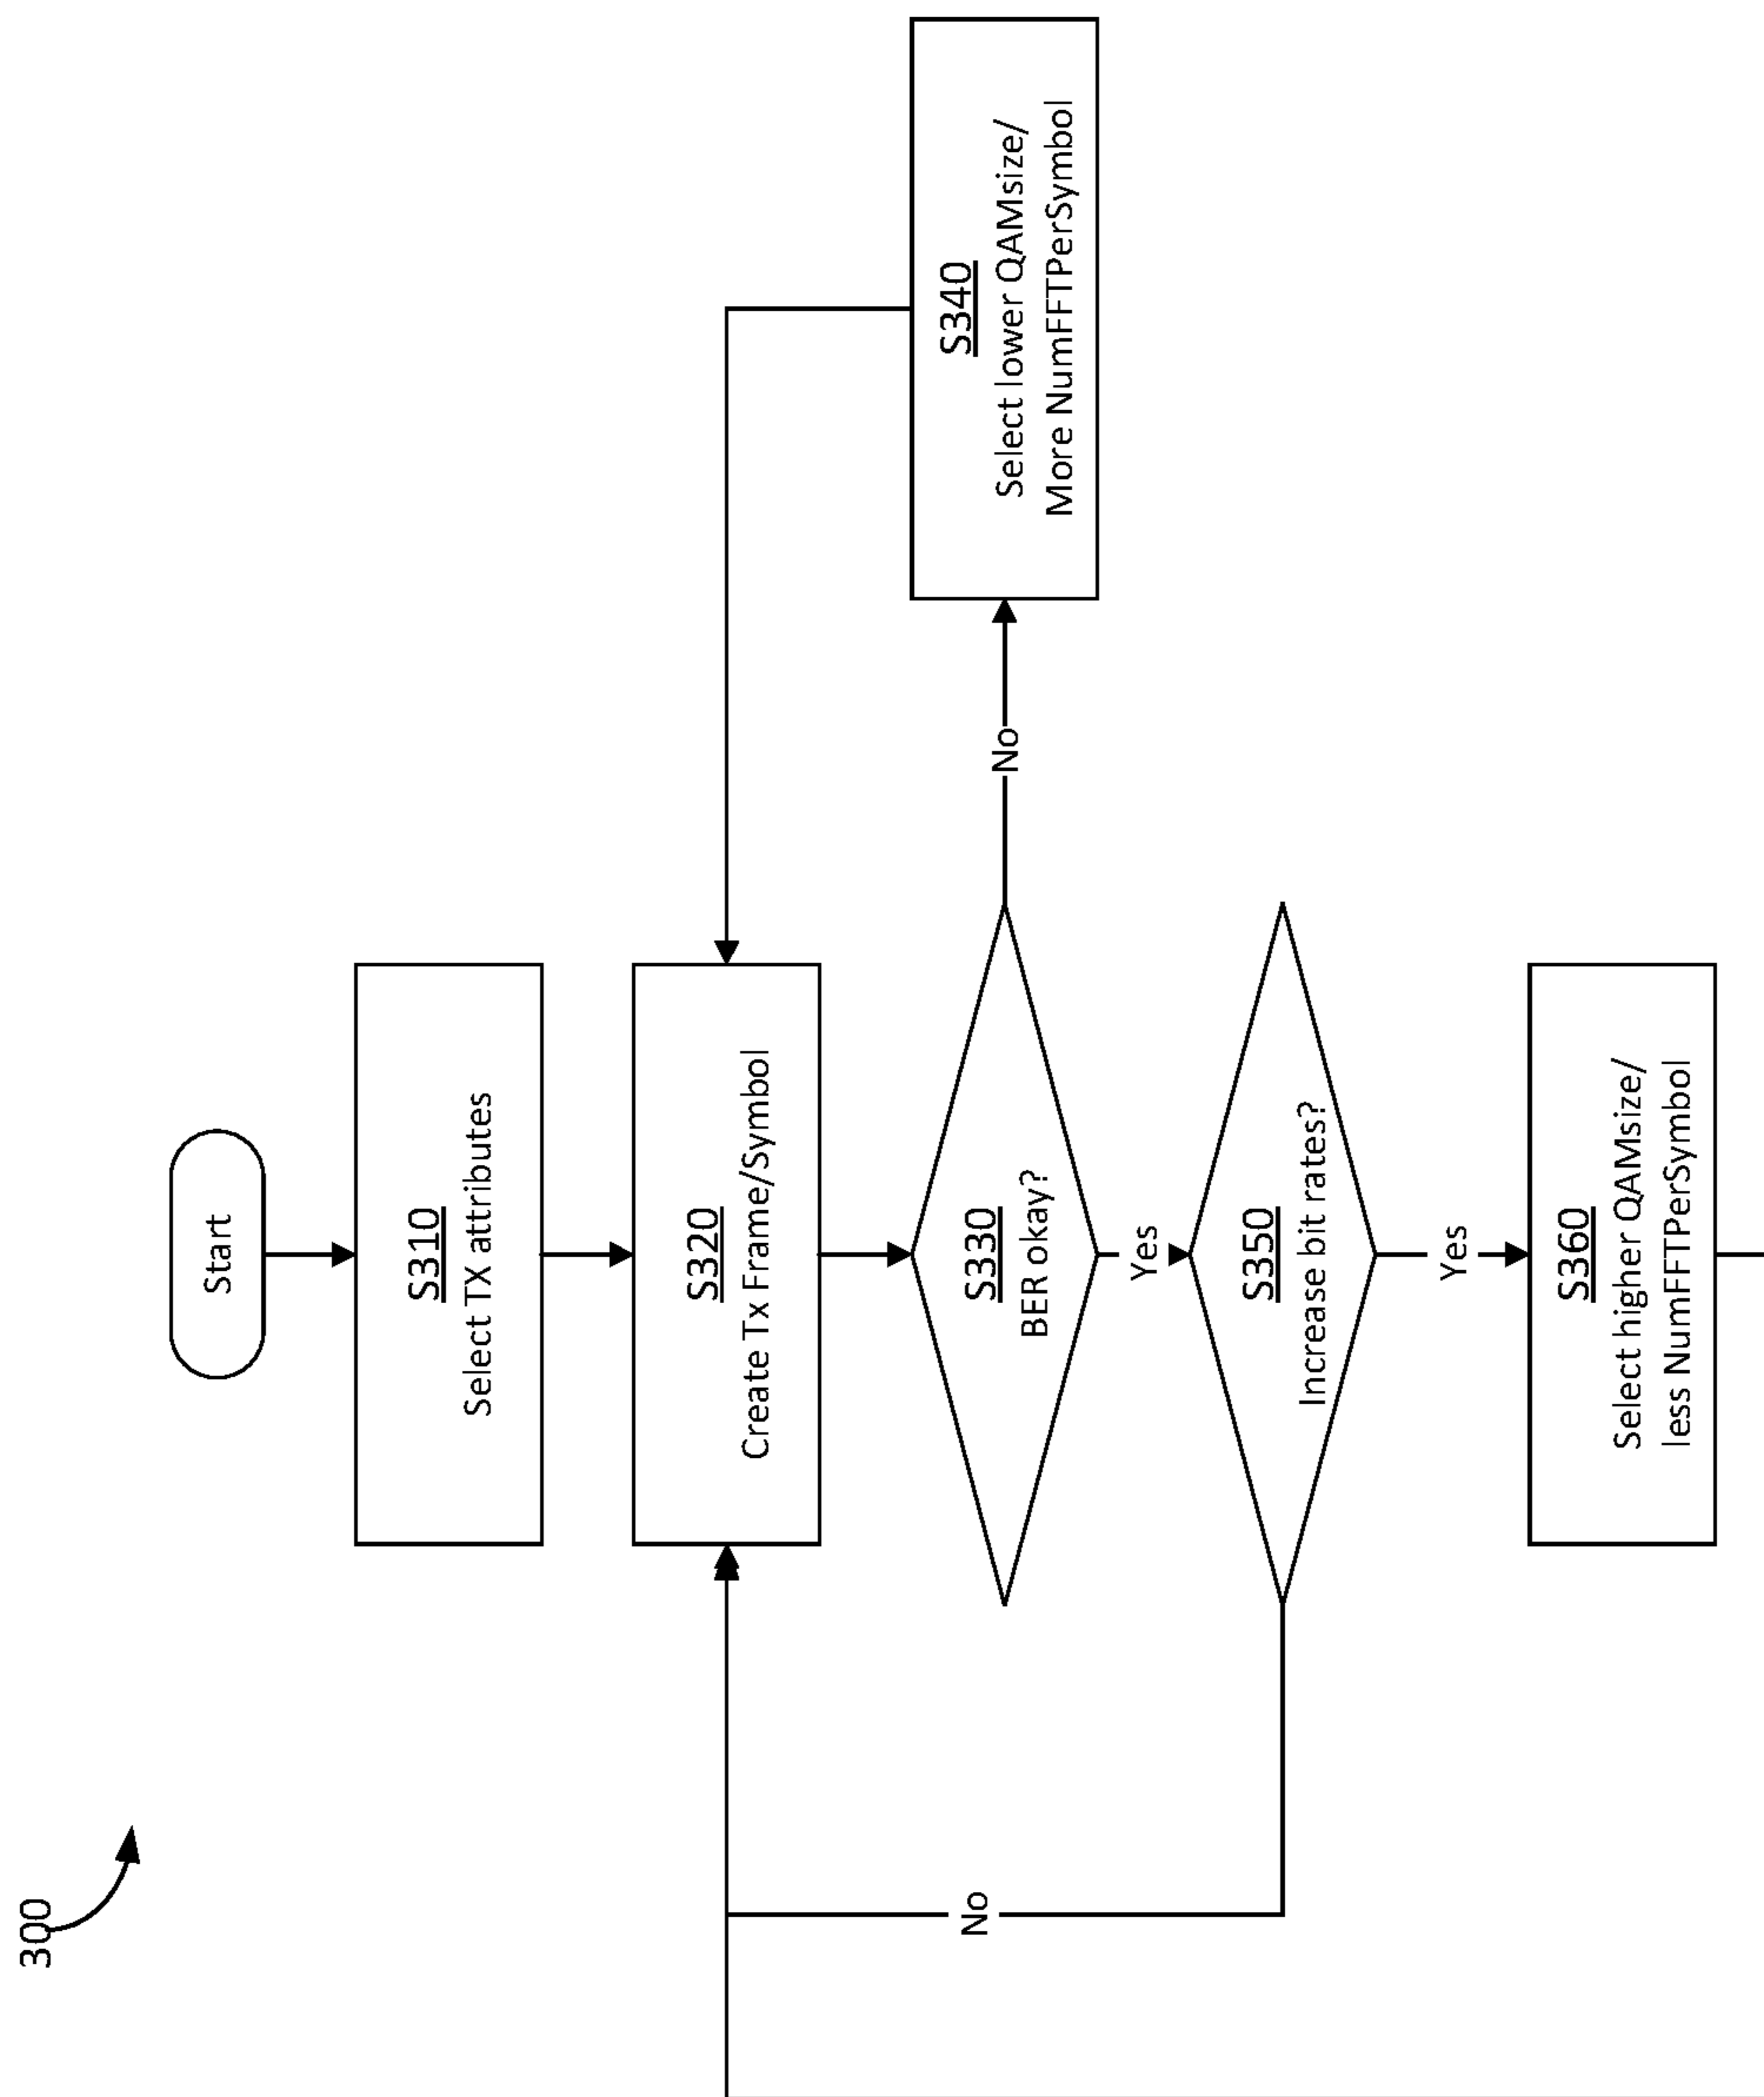 300
Start
S310
Select TX attributes
S320
Create Tx Frame/Symbol
S330
BER okay?
No
S340
Select lower QAMsize/
More NumFFTPerSymbol
Yes
S350
Increase bit rates?
No
Yes
S360
Select higher QAMsize/
less NumFFTPerSymbol